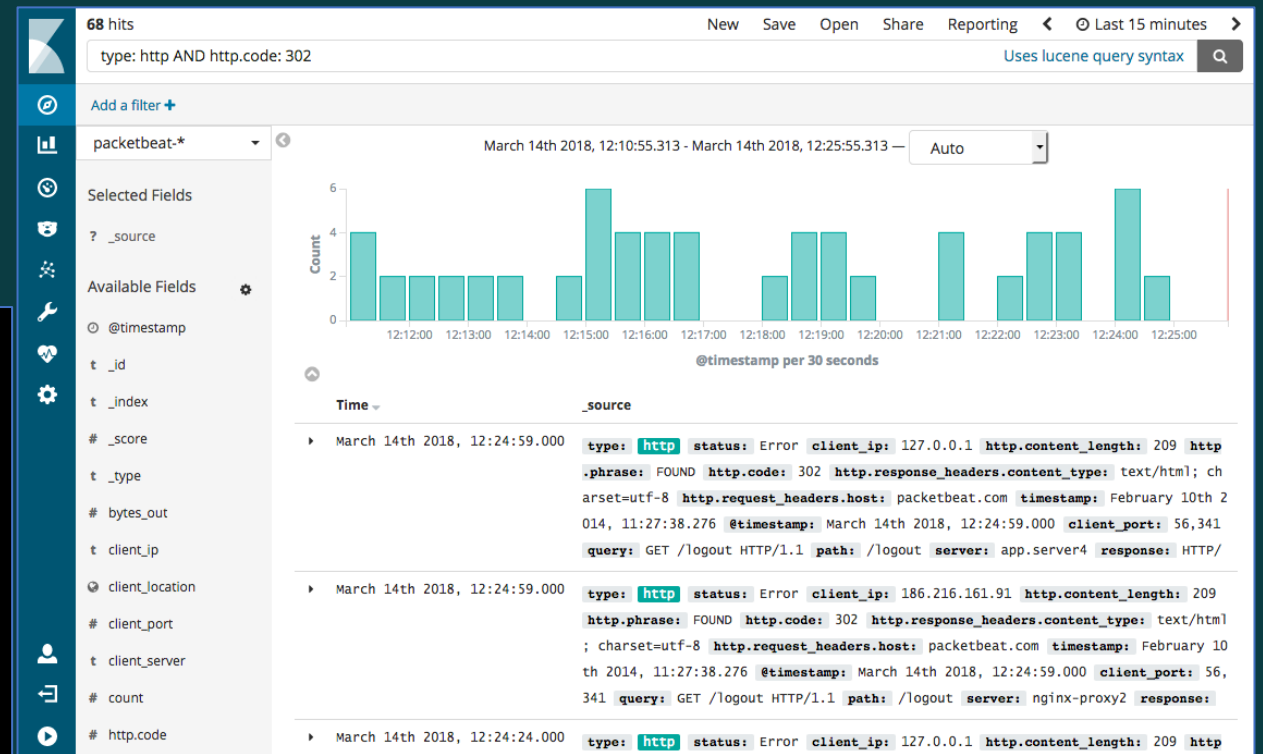 68 hits
New Save Open Share Reporting Last 15 minutes
type: http AND http.code: 302
Uses lucene query syntax
Add a filter +
packetbeat-*
Selected Fields
? _source
Available Fields
@timestamp
t _id
t _index
# _score
t _type
# bytes_out
t client_ip
client_location
# client_port
t client_server
# count
# http.code
March 14th 2018, 12:10:55.313 - March 14th 2018, 12:25:55.313 — Auto
6
4
2
0
Count
12:12:00 12:13:00 12:14:00 12:15:00 12:16:00 12:17:00 12:18:00 12:19:00 12:20:00 12:21:00 12:22:00 12:23:00 12:24:00 12:25:00
@timestamp per 30 seconds
Time _source
March 14th 2018, 12:24:59.000 type: http status: Error client_ip: 127.0.0.1 http.content_length: 209 http
.phrase: FOUND http.code: 302 http.response_headers.content_type: text/html; ch
arset=utf-8 http.request_headers.host: packetbeat.com timestamp: February 10th 2
014, 11:27:38.276 @timestamp: March 14th 2018, 12:24:59.000 client_port: 56,341
query: GET /logout HTTP/1.1 path: /logout server: app.server4 response: HTTP/
March 14th 2018, 12:24:59.000 type: http status: Error client_ip: 186.216.161.91 http.content_length: 209
http.phrase: FOUND http.code: 302 http.response_headers.content_type: text/html
; charset=utf-8 http.request_headers.host: packetbeat.com timestamp: February 10
th 2014, 11:27:38.276 @timestamp: March 14th 2018, 12:24:59.000 client_port: 56,
341 query: GET /logout HTTP/1.1 path: /logout server: nginx-proxy2 response:
March 14th 2018, 12:24:24.000 type: http status: Error client_ip: 127.0.0.1 http.content_length: 209 http